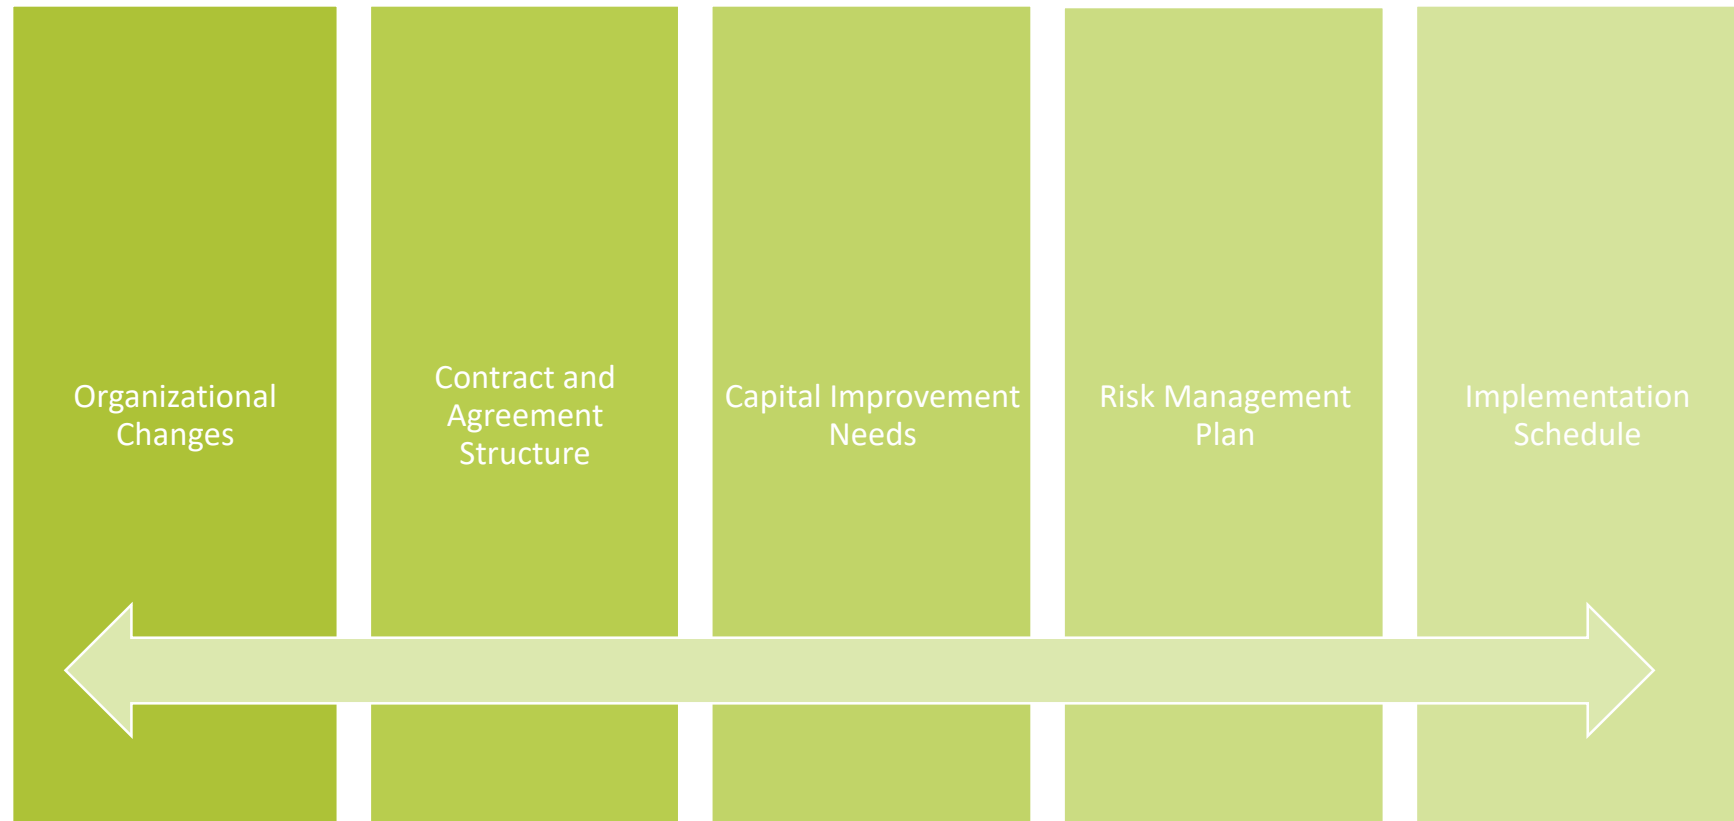 Organizational
Changes
Contract and
Agreement
Structure
Capital Improvement
Needs
Risk Management
Plan
Implementation
Schedule